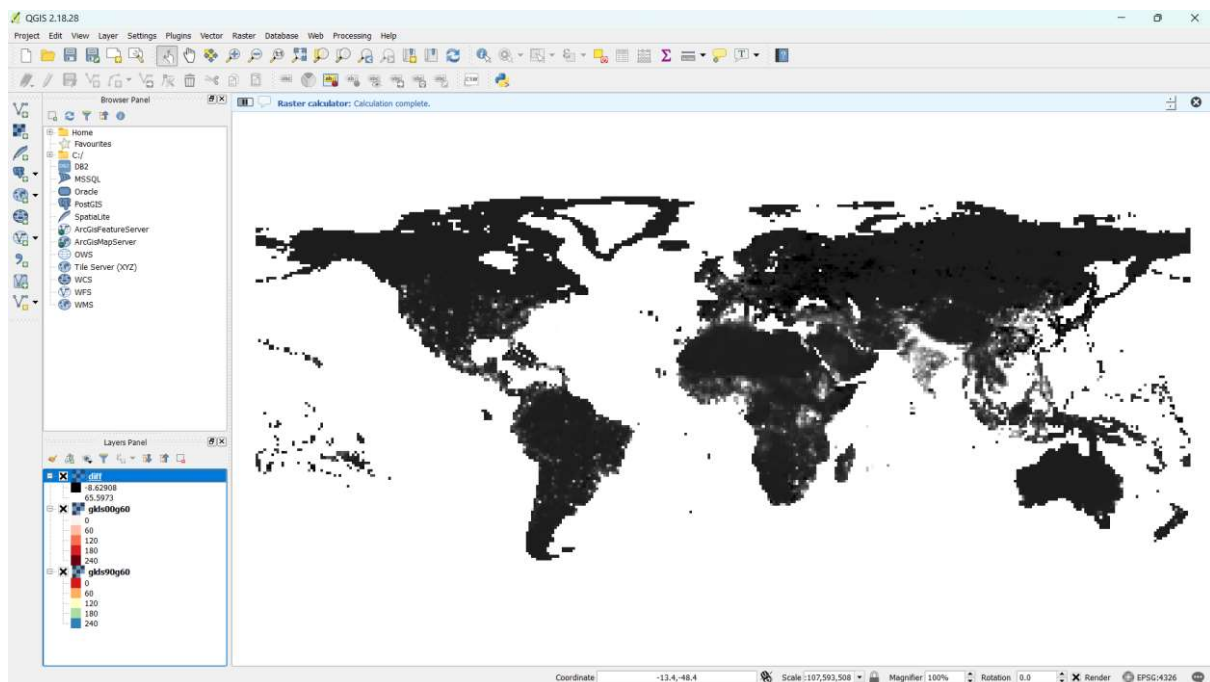 QGIS 2.18.28
Project Edit View Layer Settings Plugins Vector Raster Database Web Processing Help
Browser Panel
Raster calculator: Calculation complete.
Home
Favourites
C:/
DB2
MSSQL
Oracle
PostGIS
SpatiaLite
ArcGisFeatureServer
ArcGisMapServer
OWS
Tile Server (XYZ)
WCS
WFS
WMS
Layers Panel
diff
-8.62908
65.5973
glds00g60
0
60
120
180
240
glds90g60
0
60
120
180
240
Coordinate -13.4,-48.4 Scale :107,593,508 Magnifier 100% Rotation 0.0 Render EPSG:4326